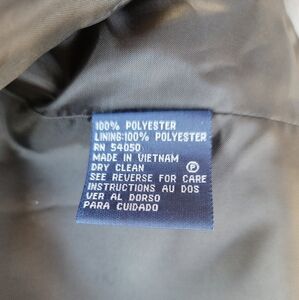 100% POLYESTER
LINING:100% POLYESTER
RN 54050
MADE IN VIETNAM
DRY CLEAN Ⓟ
SEE REVERSE FOR CARE
INSTRUCTIONS AU DOS
VER AL DORSO
PARA CUIDADO